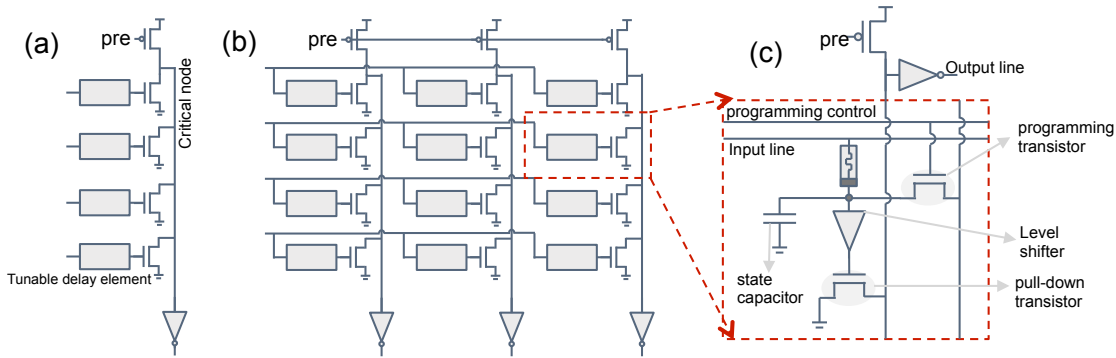 (a)
pre
Critical node
Tunable delay element
(b)
pre
(c)
pre
Output line
programming control
Input line
programming
transistor
Level
shifter
state
capacitor
pull-down
transistor